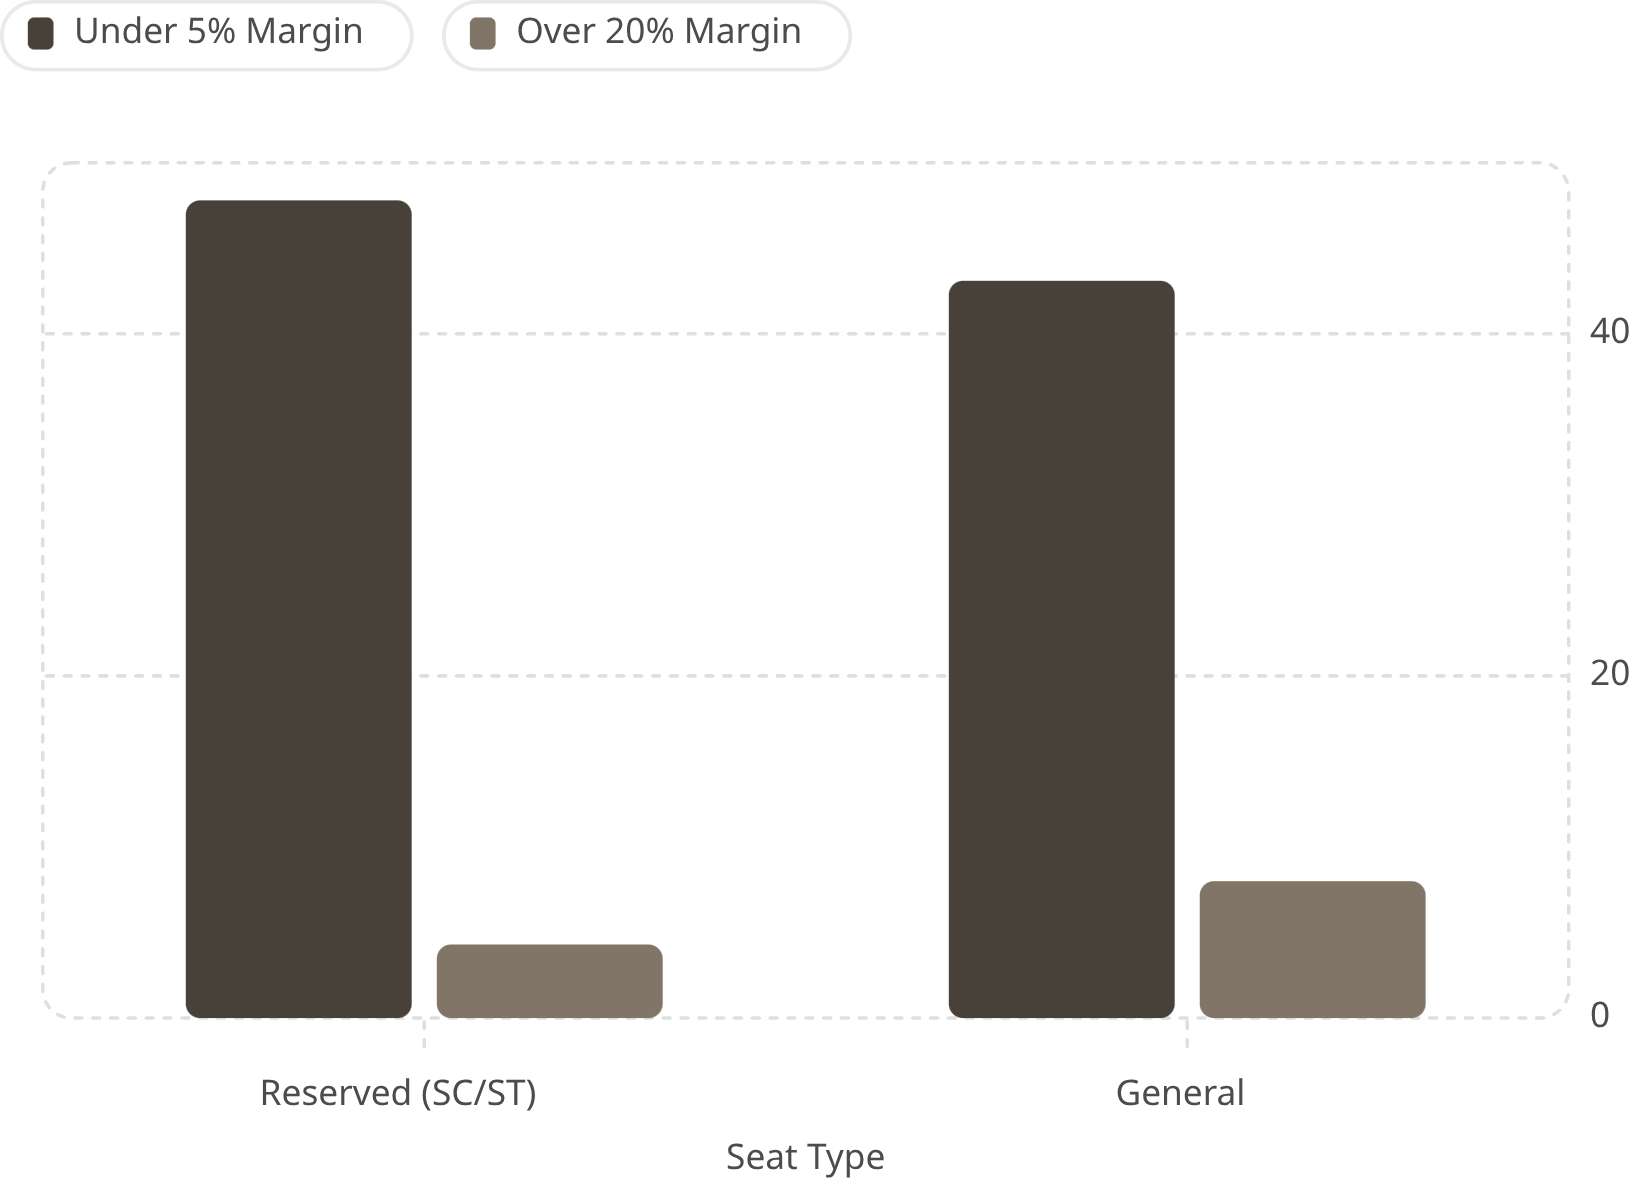 Under 5% Margin
Over 20% Margin
40
20
0
Reserved (SC/ST)
General
Seat Type